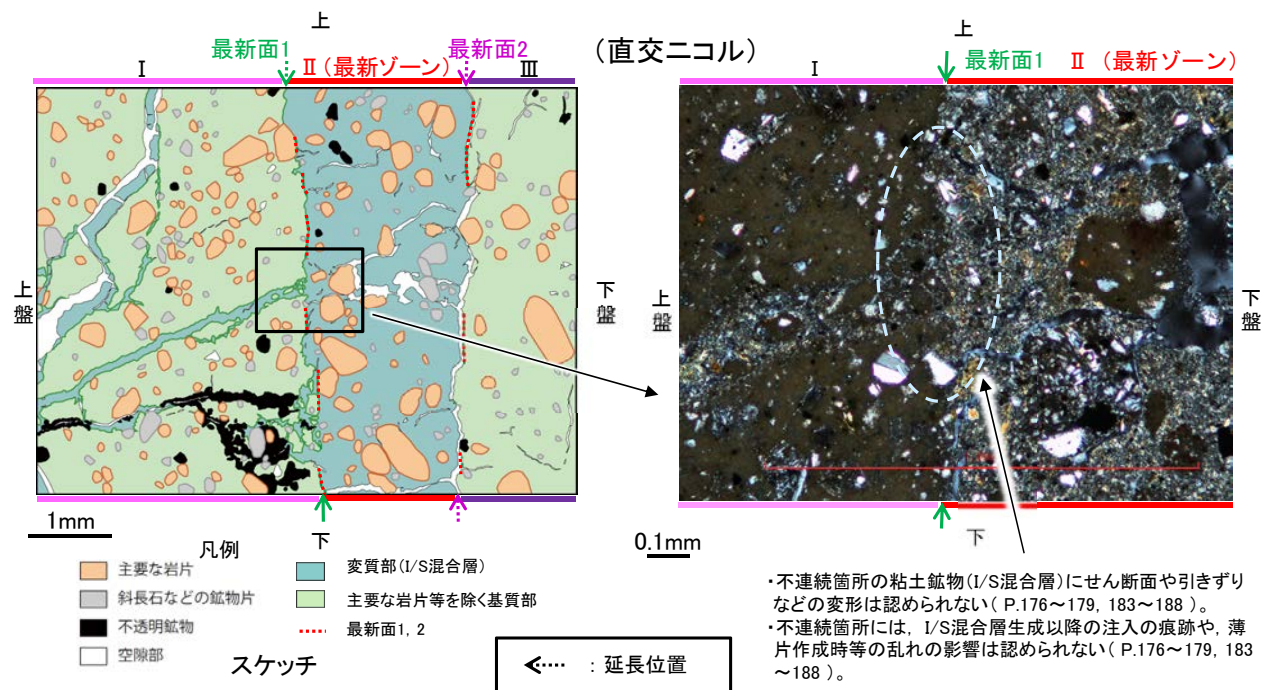 上
最新面1
最新面2
(直交ニコル)
Ⅰ
Ⅱ(最新ゾーン)
Ⅲ
上盤
下盤
1mm
下
凡例
主要な岩片
斜長石などの鉱物片
不透明鉱物
空隙部
変質部(I/S混合層)
主要な岩片等を除く基質部
最新面1, 2
スケッチ
: 延長位置
上
最新面1
Ⅰ
Ⅱ (最新ゾーン)
上盤
下盤
下
0.1mm
・不連続箇所の粘土鉱物(I/S混合層)にせん断面や引きずり
などの変形は認められない( P.176~179, 183~188 )。
・不連続箇所には, I/S混合層生成以降の注入の痕跡や, 薄
片作成時等の乱れの影響は認められない( P.176~179, 183
~188 )。